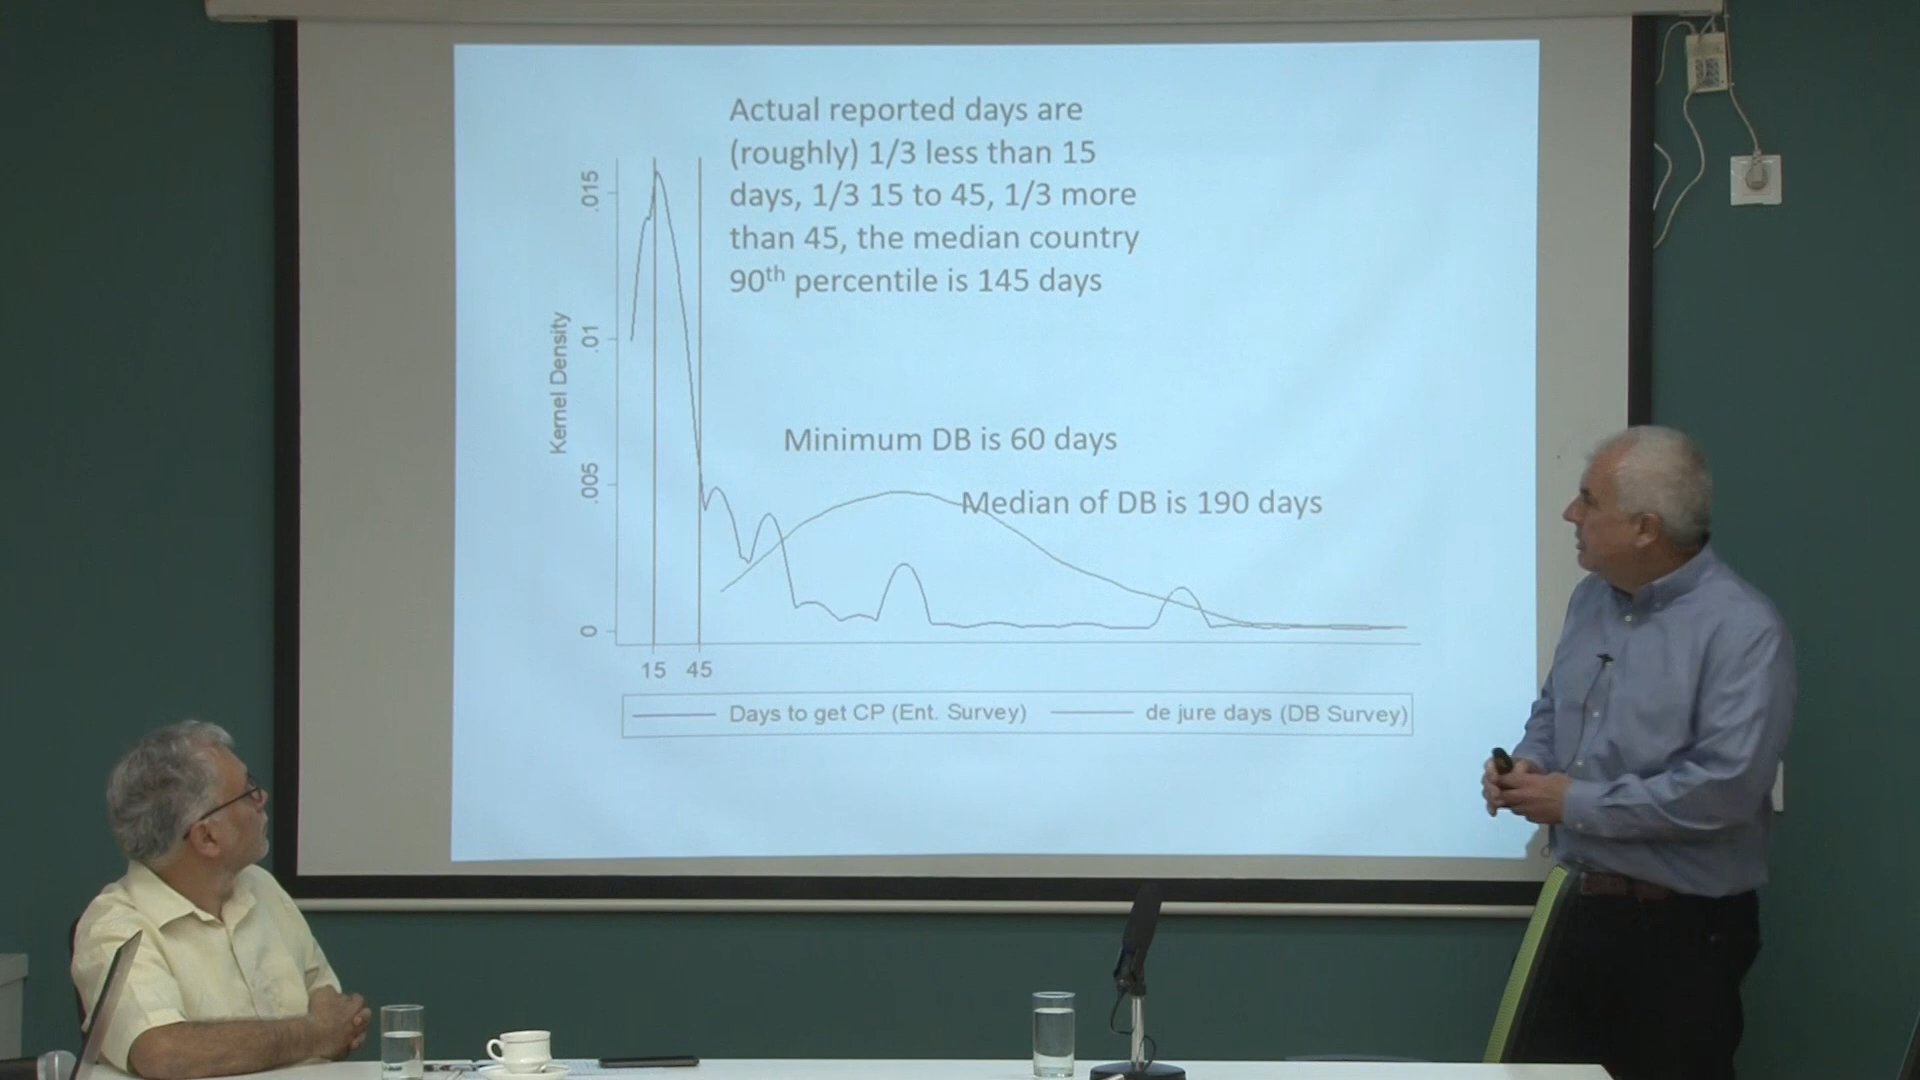 Actual reported days are
(roughly) 1/3 less than 15
days, 1/3 15 to 45, 1/3 more
than 45, the median country
90th percentile is 145 days
Minimum DB is 60 days
Median of DB is 190 days
Kernel Density
.015
.01
.005
0
15 45
Days to get CP (Ent. Survey) de jure days (DB Survey)